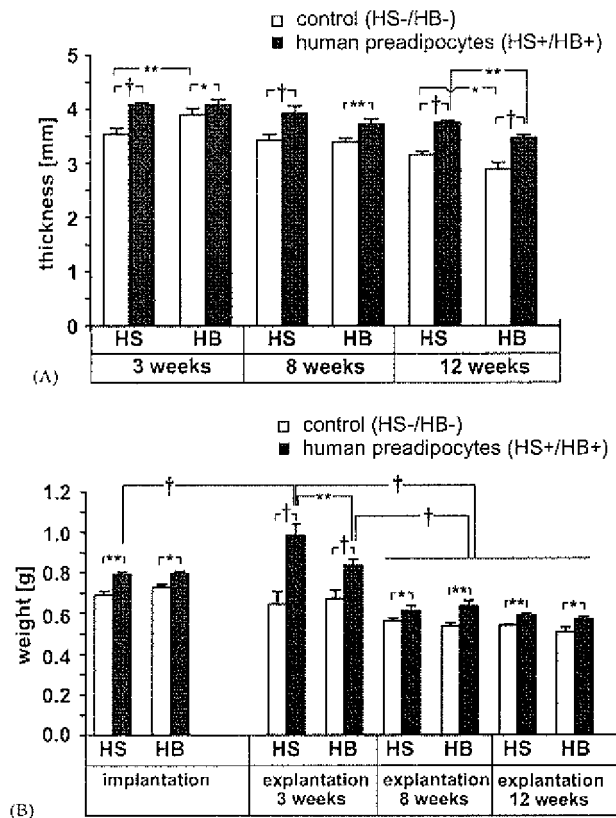 control (HS-/HB-)
human preadipocytes (HS+/HB+)
thickness [mm]
5
4
3
2
1
0
** † * † ** † * ** †
HS HB HS HB HS HB
3 weeks 8 weeks 12 weeks
(A)
control (HS-/HB-)
human preadipocytes (HS+/HB+)
weight [g]
1.2
1.0
0.8
0.6
0.4
0.2
0.0
† ** * † ** † † † * ** ** *
HS HB HS HB HS HB HS HB
implantation explantation explantation explantation
3 weeks 8 weeks 12 weeks
(B)